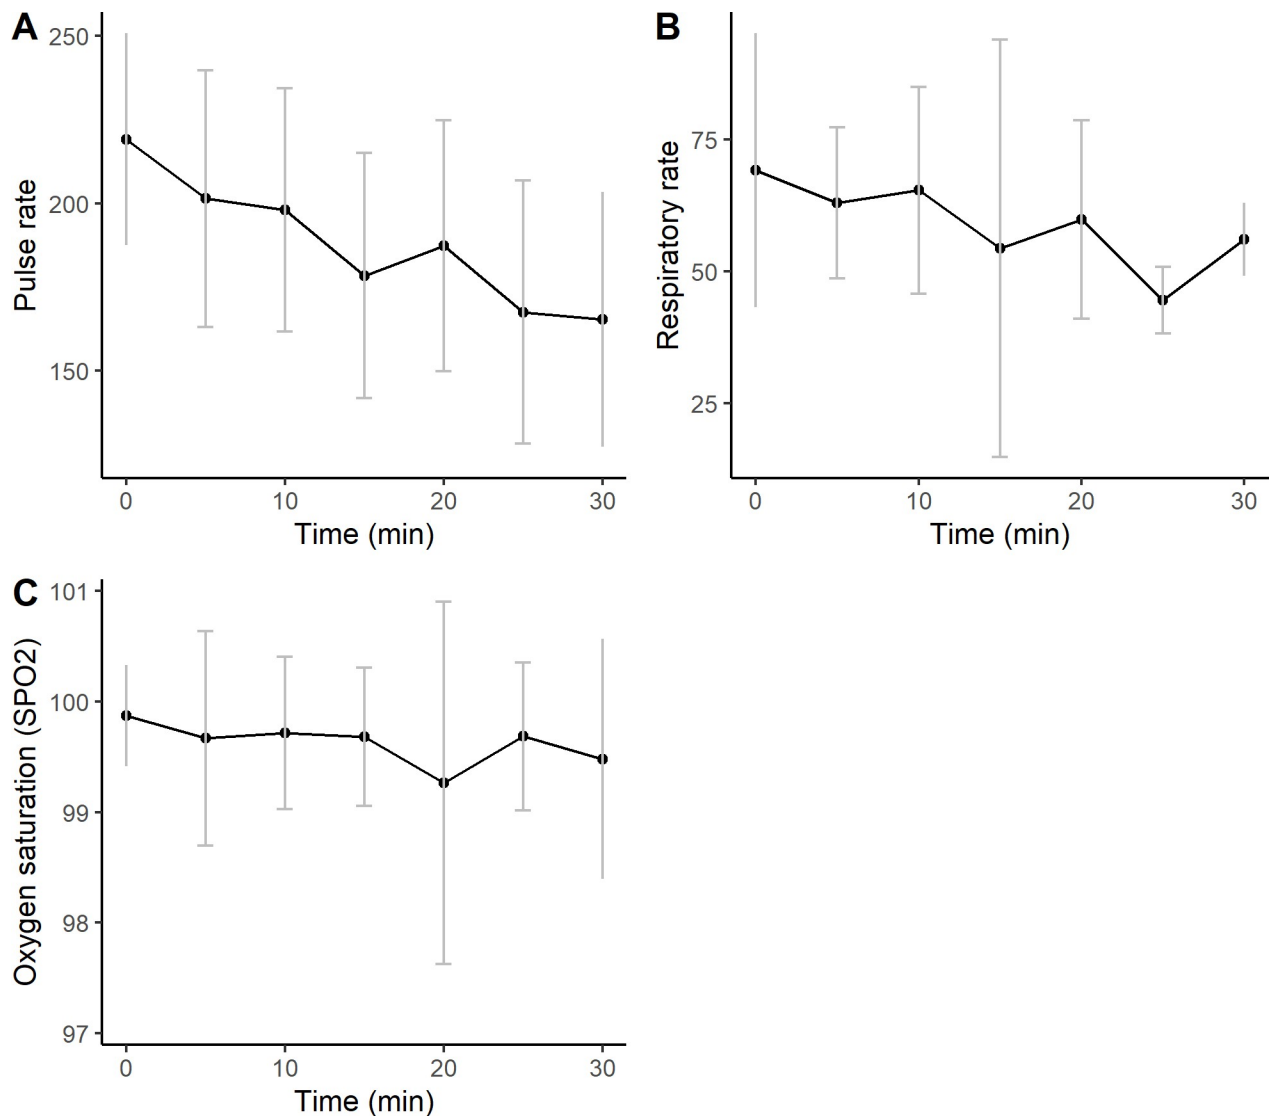 A
250
200
150
Pulse rate
0 10 20 30
Time (min)
B
75
50
25
Respiratory rate
0 10 20 30
Time (min)
C
101
100
99
98
97
Oxygen saturation (SPO2)
0 10 20 30
Time (min)